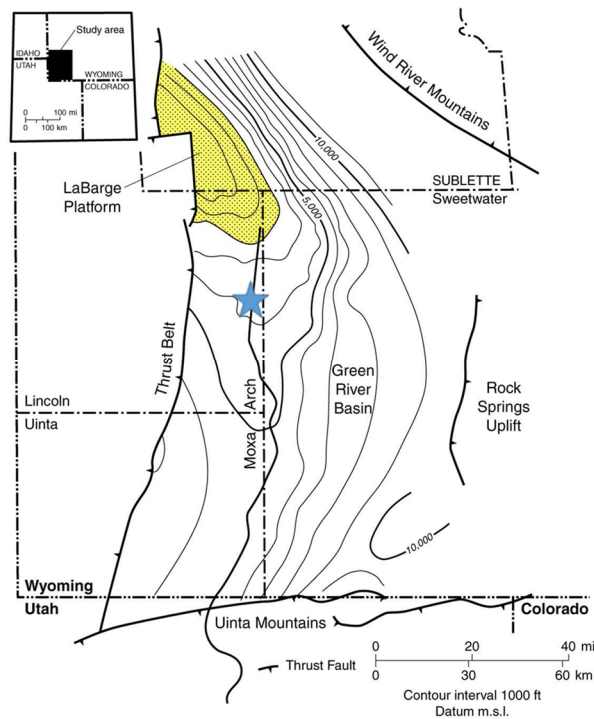 Study area
IDAHO
UTAH
WYOMING
COLORADO
0 100 mi
0 100 km
Wind River Mountains
10,000
LaBarge
Platform
SUBLETTE
Sweetwater
5,000
Thrust Belt
Green
River
Basin
Rock
Springs
Uplift
Lincoln
Uinta
Moxa Arch
10,000
Wyoming
Utah
Colorado
Uinta Mountains
Thrust Fault
0 20 40 mi
0 30 60 km
Contour interval 1000 ft
Datum m.s.l.